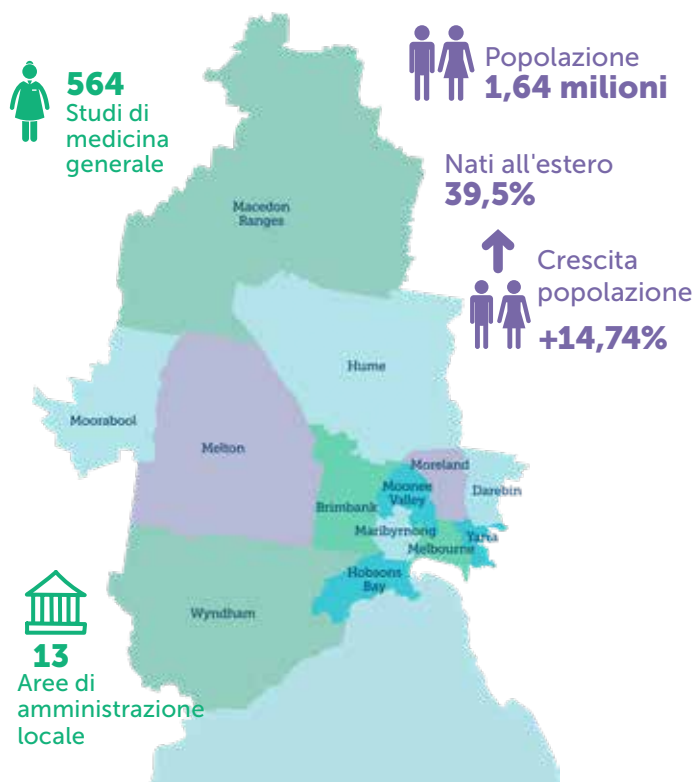 564
Studi di
medicina
generale
Popolazione
1,64 milioni
Nati all'estero
39,5%
Crescita
popolazione
+14,74%
Macedon
Ranges
Hume
Moorabool
Melton
Moreland
Moonee
Valley
Darebin
Brimbank
Maribyrnong
Yarra
Melbourne
Hobsons
Bay
Wyndham
13
Aree di
amministrazione
locale